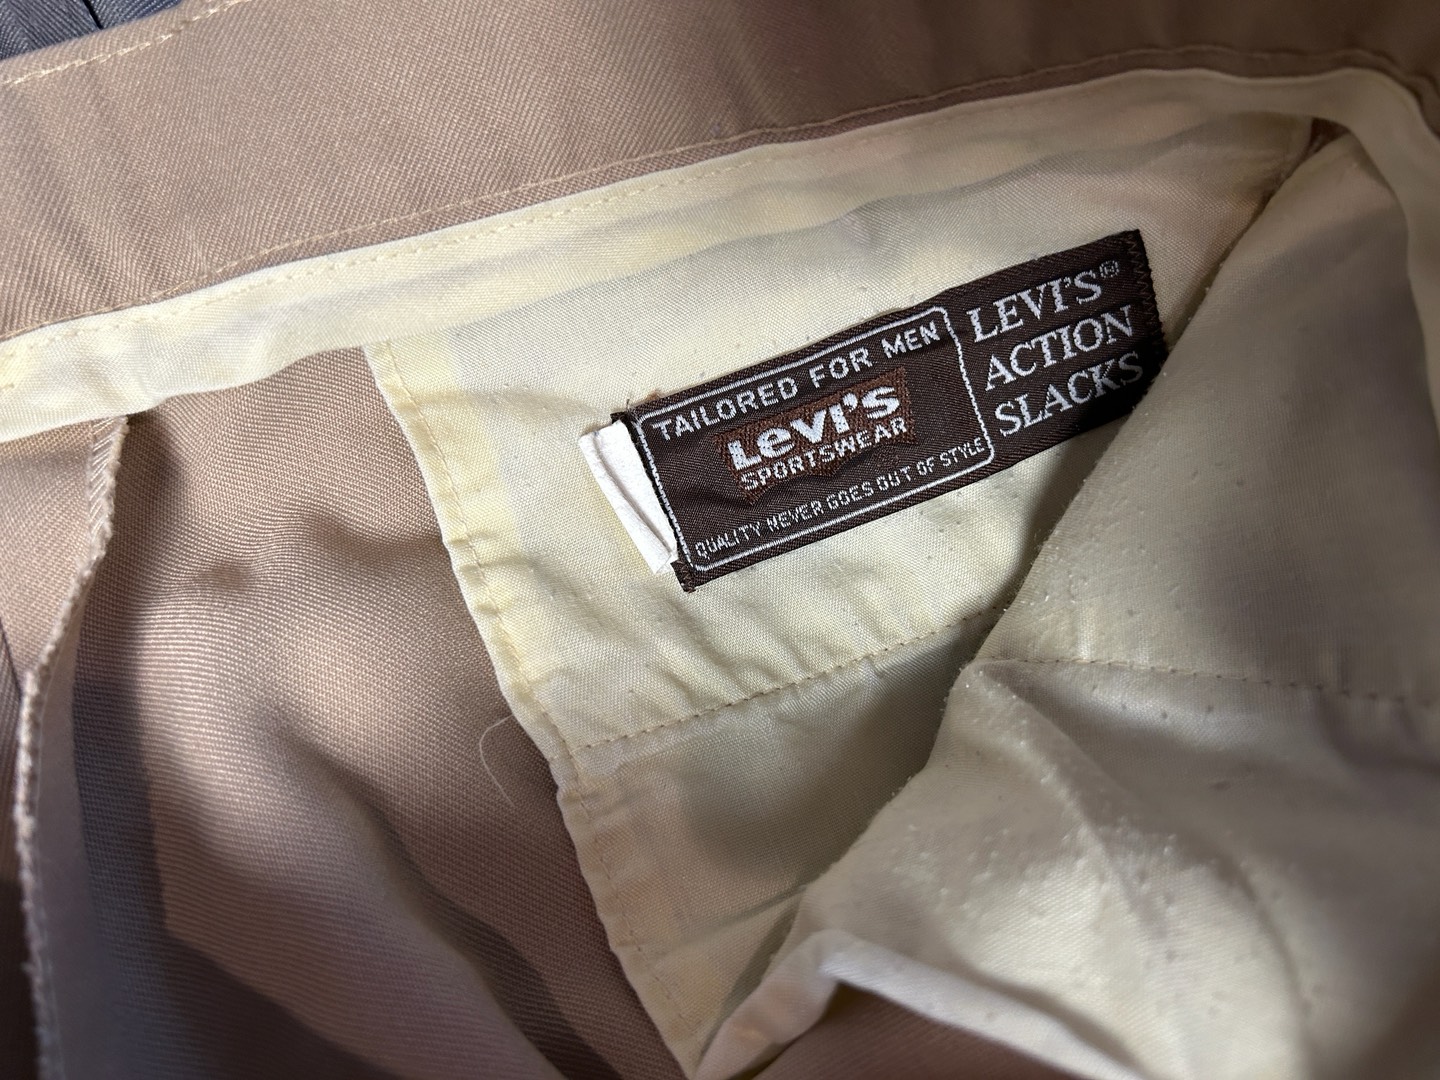 TAILORED FOR MEN
Levi's
SPORTSWEAR
QUALITY NEVER GOES OUT OF STYLE
LEVI'S®
ACTION
SLACKS